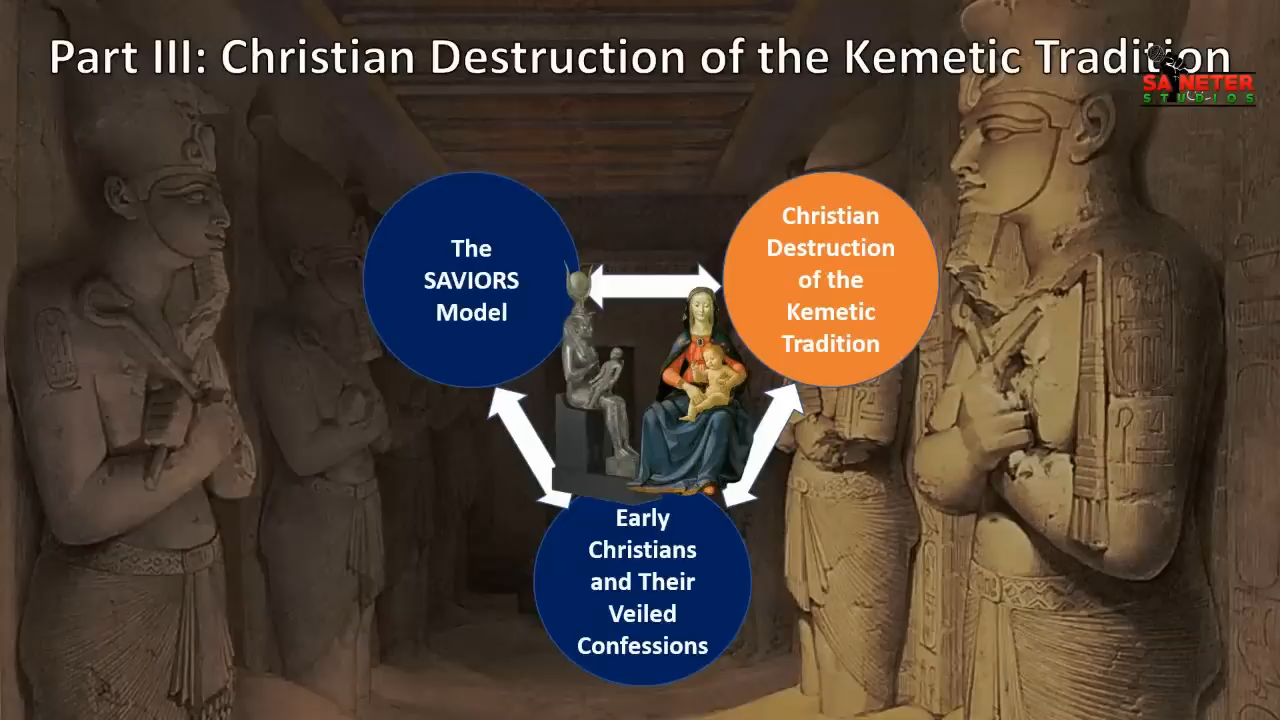 Part III: Christian Destruction of the Kemetic Tradition
SA NETER
STUDIOS
The
SAVIORS
Model
Christian
Destruction
of the
Kemetic
Tradition
Early
Christians
and Their
Veiled
Confessions